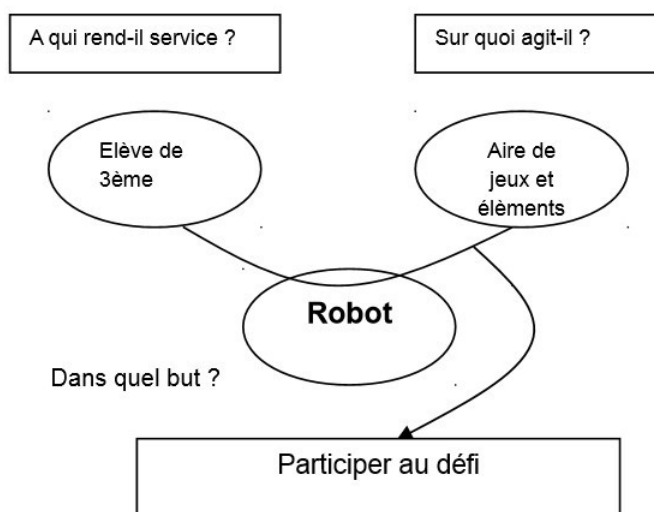 A qui rend-il service ?
Sur quoi agit-il ?
Elève de
3ème
Aire de
jeux et
élèments
Robot
Dans quel but ?
Participer au défi